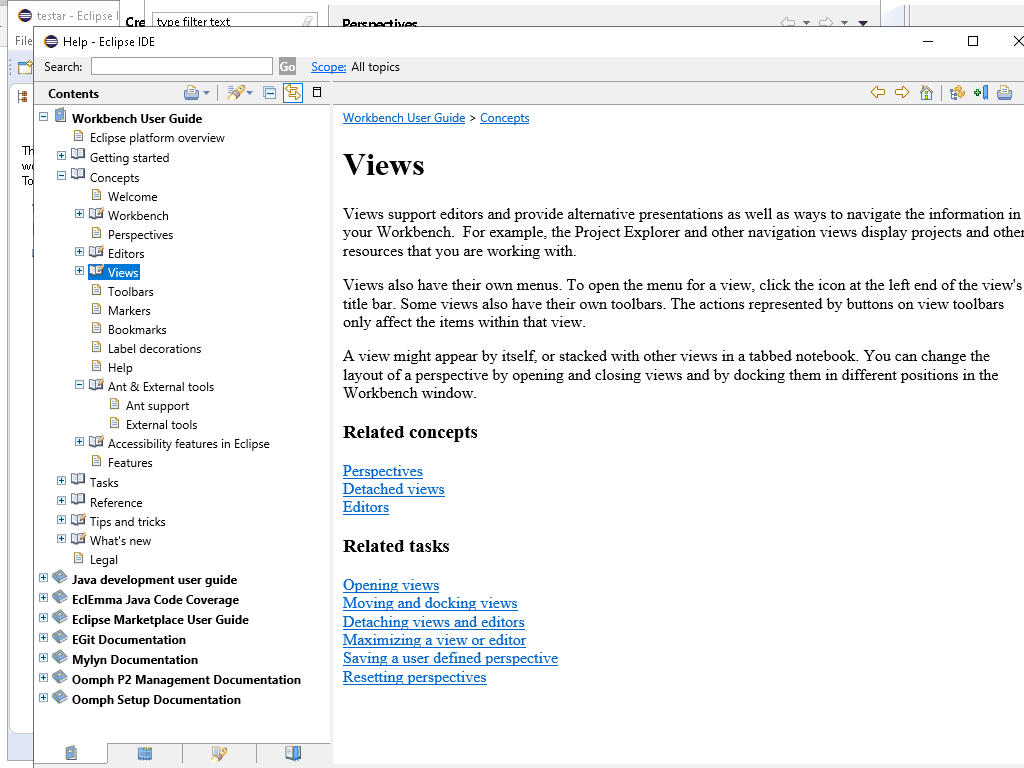 testar - Eclipse I
Cre
type filter text
Perspectives
File
Help - Eclipse IDE
Search:
Go
Scope:
All topics
Contents
Workbench User Guide
Eclipse platform overview
Getting started
Concepts
Welcome
Workbench
Perspectives
Editors
Views
Toolbars
Markers
Bookmarks
Label decorations
Help
Ant & External tools
Ant support
External tools
Accessibility features in Eclipse
Features
Tasks
Reference
Tips and tricks
What's new
Legal
Java development user guide
EclEmma Java Code Coverage
Eclipse Marketplace User Guide
EGit Documentation
Mylyn Documentation
Oomph P2 Management Documentation
Oomph Setup Documentation
Workbench User Guide > Concepts
Views
Views support editors and provide alternative presentations as well as ways to navigate the information in
your Workbench. For example, the Project Explorer and other navigation views display projects and other
resources that you are working with.
Views also have their own menus. To open the menu for a view, click the icon at the left end of the view's
title bar. Some views also have their own toolbars. The actions represented by buttons on view toolbars
only affect the items within that view.
A view might appear by itself, or stacked with other views in a tabbed notebook. You can change the
layout of a perspective by opening and closing views and by docking them in different positions in the
Workbench window.
Related concepts
Perspectives
Detached views
Editors
Related tasks
Opening views
Moving and docking views
Detaching views and editors
Maximizing a view or editor
Saving a user defined perspective
Resetting perspectives